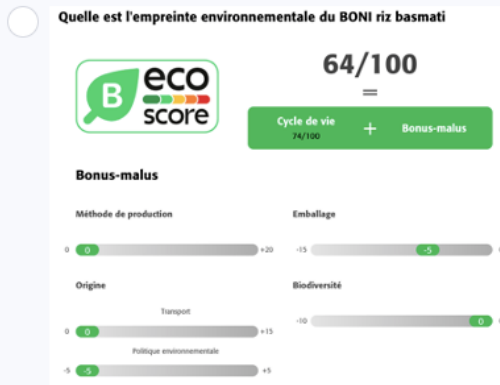 Quelle est l'empreinte environnementale du BONI riz basmati
B
eco
score
64/100
=
Cycle de vie
74/100
+
Bonus-malus
Bonus-malus
Méthode de production
0 0 +20
Emballage
-15 -5
Origine
Transport
0 0 +15
Politique environnementale
-5 -5 +5
Biodiversité
-10 0